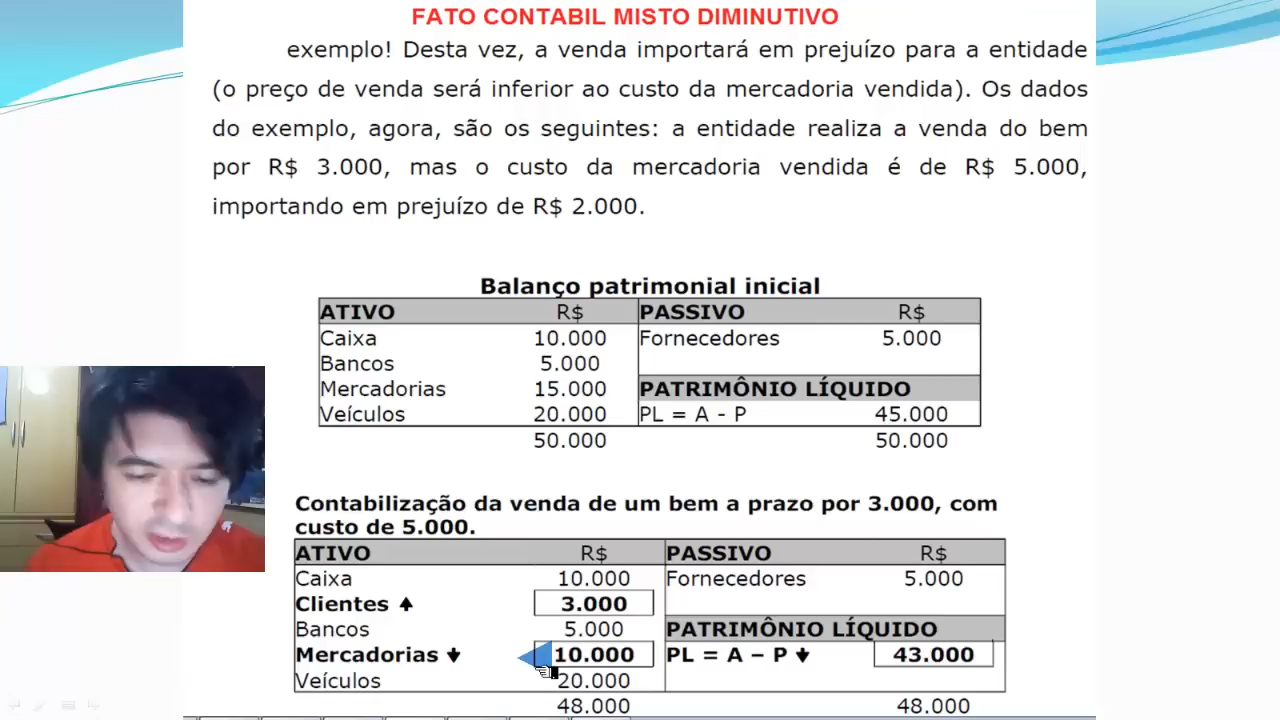 FATO CONTABIL MISTO DIMINUTIVO
exemplo! Desta vez, a venda importará em prejuízo para a entidade
(o preço de venda será inferior ao custo da mercadoria vendida). Os dados
do exemplo, agora, são os seguintes: a entidade realiza a venda do bem
por R$ 3.000, mas o custo da mercadoria vendida é de R$ 5.000,
importando em prejuízo de R$ 2.000.
Balanço patrimonial inicial
ATIVO R$ PASSIVO R$
Caixa 10.000 Fornecedores 5.000
Bancos 5.000
Mercadorias 15.000 PATRIMÔNIO LÍQUIDO
Veículos 20.000 PL = A - P 45.000
50.000 50.000
Contabilização da venda de um bem a prazo por 3.000, com
custo de 5.000.
ATIVO R$ PASSIVO R$
Caixa 10.000 Fornecedores 5.000
Clientes 3.000
Bancos 5.000 PATRIMÔNIO LÍQUIDO
Mercadorias 10.000 PL = A – P 43.000
Veículos 20.000
48.000 48.000